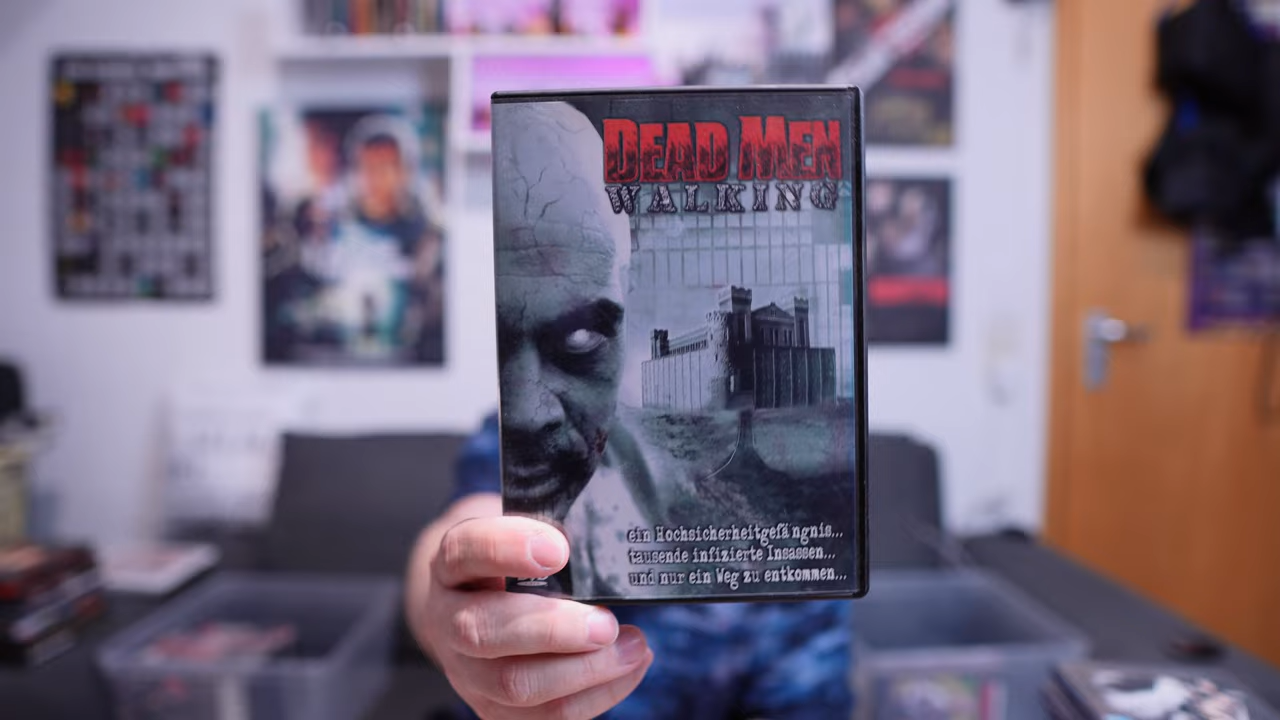 DEAD MEN
WALKING
ein Hochsicherheitgefängnis...
tausende infizierte Insassen...
und nur ein Weg zu entkommen...